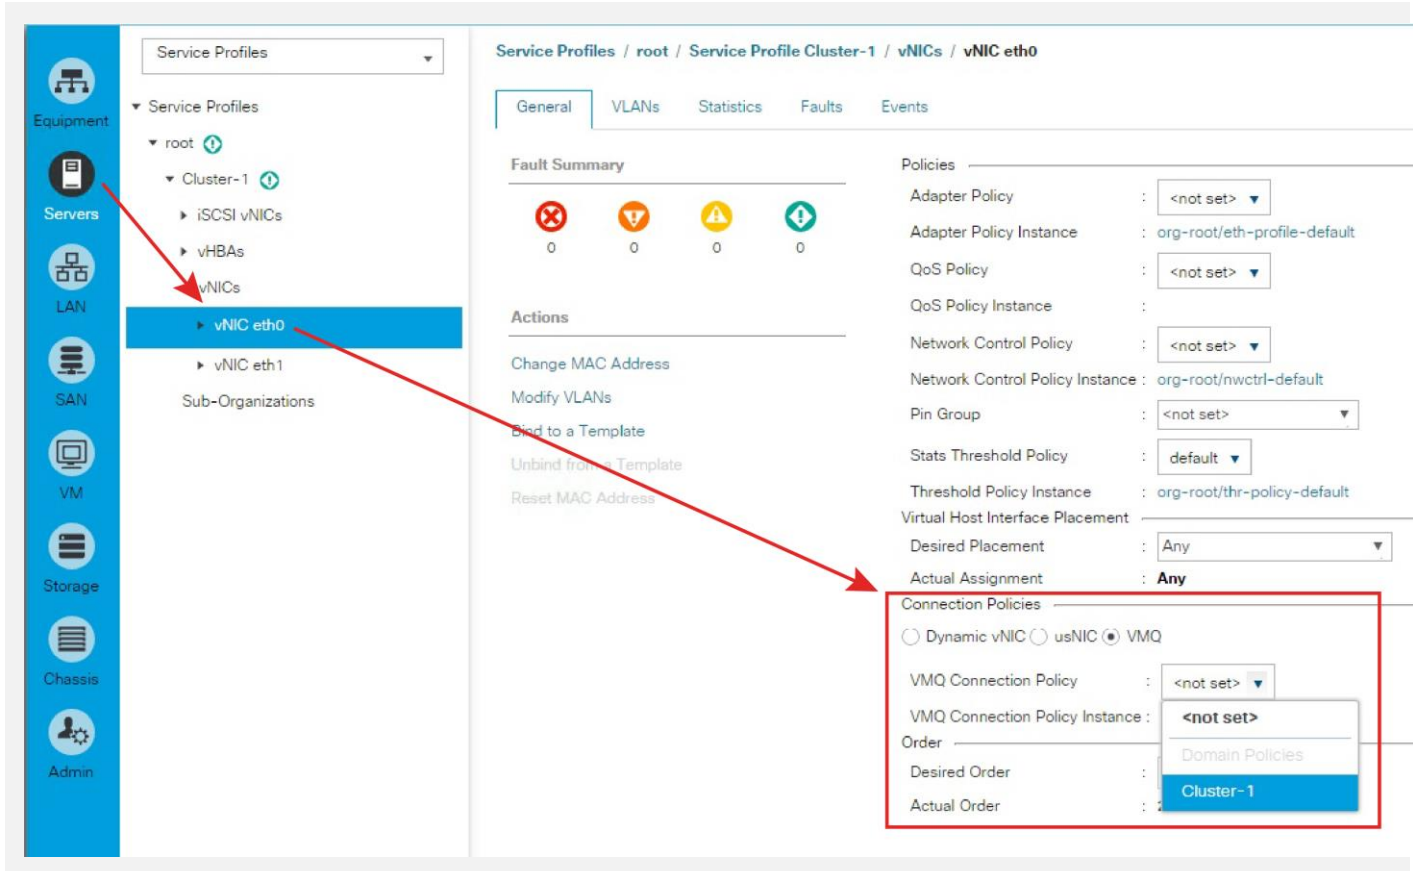 Equipment
Servers
LAN
SAN
VM
Storage
Chassis
Admin
Service Profiles
Service Profiles
root
Cluster-1
iSCSI vNICs
vHBAs
vNICs
vNIC eth0
vNIC eth1
Sub-Organizations
Service Profiles / root / Service Profile Cluster-1 / vNICs / vNIC eth0
General VLANs Statistics Faults Events
Fault Summary
0 0 0 0
Actions
Change MAC Address
Modify VLANs
Bind to a Template
Unbind from a Template
Reset MAC Address
Policies
Adapter Policy : <not set>
Adapter Policy Instance : org-root/eth-profile-default
QoS Policy : <not set>
QoS Policy Instance :
Network Control Policy : <not set>
Network Control Policy Instance : org-root/nwctrl-default
Pin Group : <not set>
Stats Threshold Policy : default
Threshold Policy Instance : org-root/thr-policy-default
Virtual Host Interface Placement
Desired Placement : Any
Actual Assignment : Any
Connection Policies
Dynamic vNIC usNIC VMQ
VMQ Connection Policy : <not set>
VMQ Connection Policy Instance :
<not set>
Domain Policies
Cluster-1
Order
Desired Order :
Actual Order :